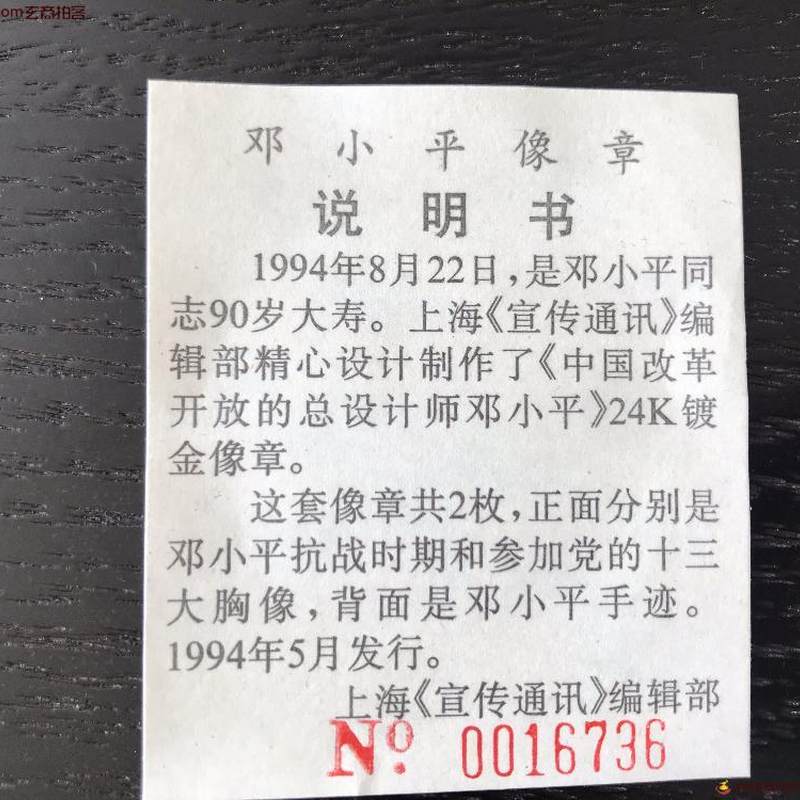 om玄斋拍客
邓小平像章
说明书
1994年8月22日，是邓小平同
志90岁大寿。上海《宣传通讯》编
辑部精心设计制作了《中国改革
开放的总设计师邓小平》24K镀
金像章。
这套像章共2枚，正面分别是
邓小平抗战时期和参加党的十三
大胸像，背面是邓小平手迹。
1994年5月发行。
上海《宣传通讯》编辑部
No. 0016736